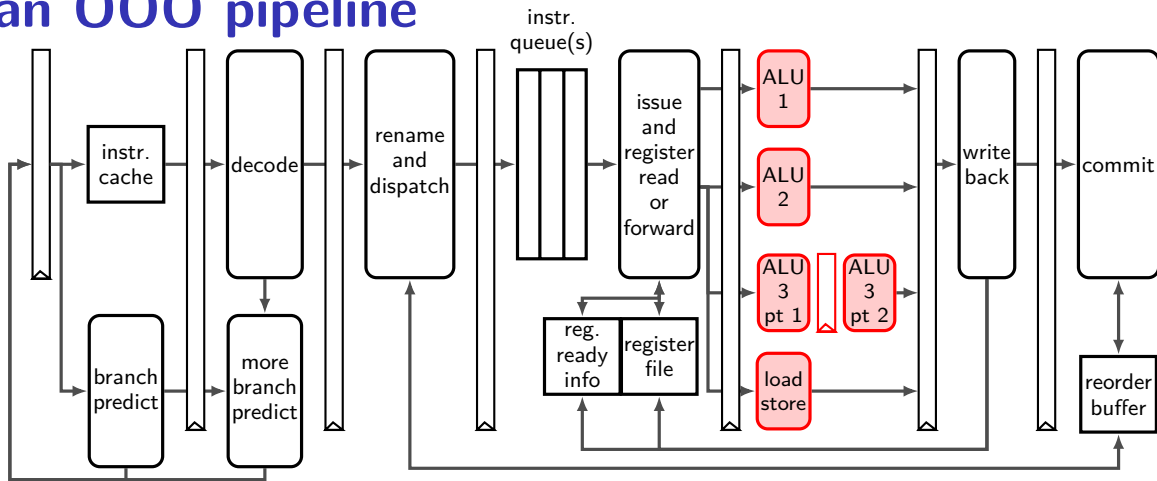 an OOO pipeline
instr.
queue(s)
instr.
cache
decode
rename
and
dispatch
issue
and
register
read
or
forward
ALU
1
ALU
2
ALU
3
pt 1
ALU
3
pt 2
load
store
write
back
commit
branch
predict
more
branch
predict
reg.
ready
info
register
file
reorder
buffer